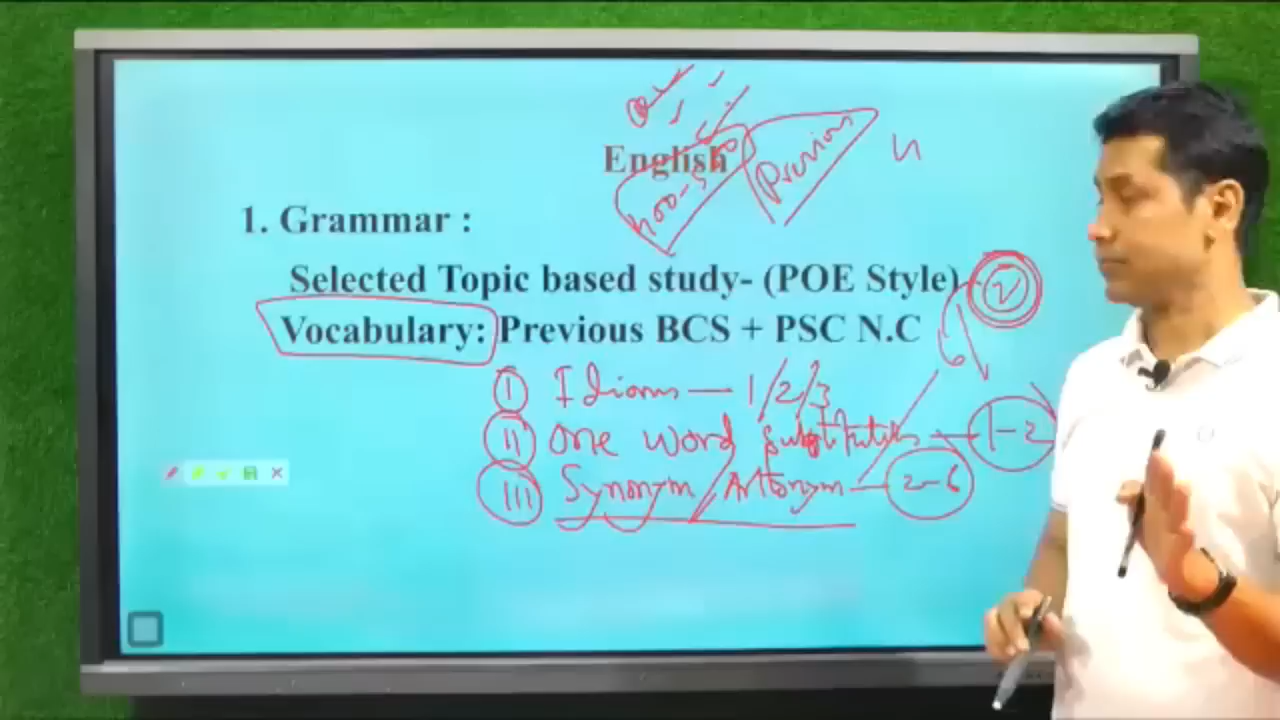 English
Previous
1. Grammar :
Selected Topic based study- (POE Style)
Vocabulary: Previous BCS + PSC N.C
I Idioms — 1/2/3
II one word substitution — 1-2
III Synonym / Antonym — 2-6